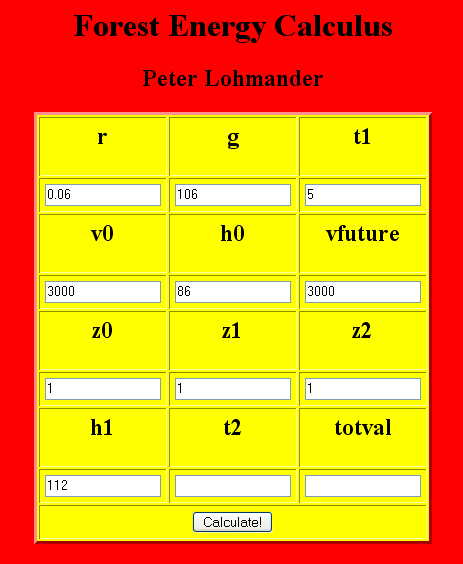 Forest Energy Calculus
Peter Lohmander
r g t1
0.06 106 5
v0 h0 vfuture
3000 86 3000
z0 z1 z2
1 1 1
h1 t2 totval
112
Calculate!